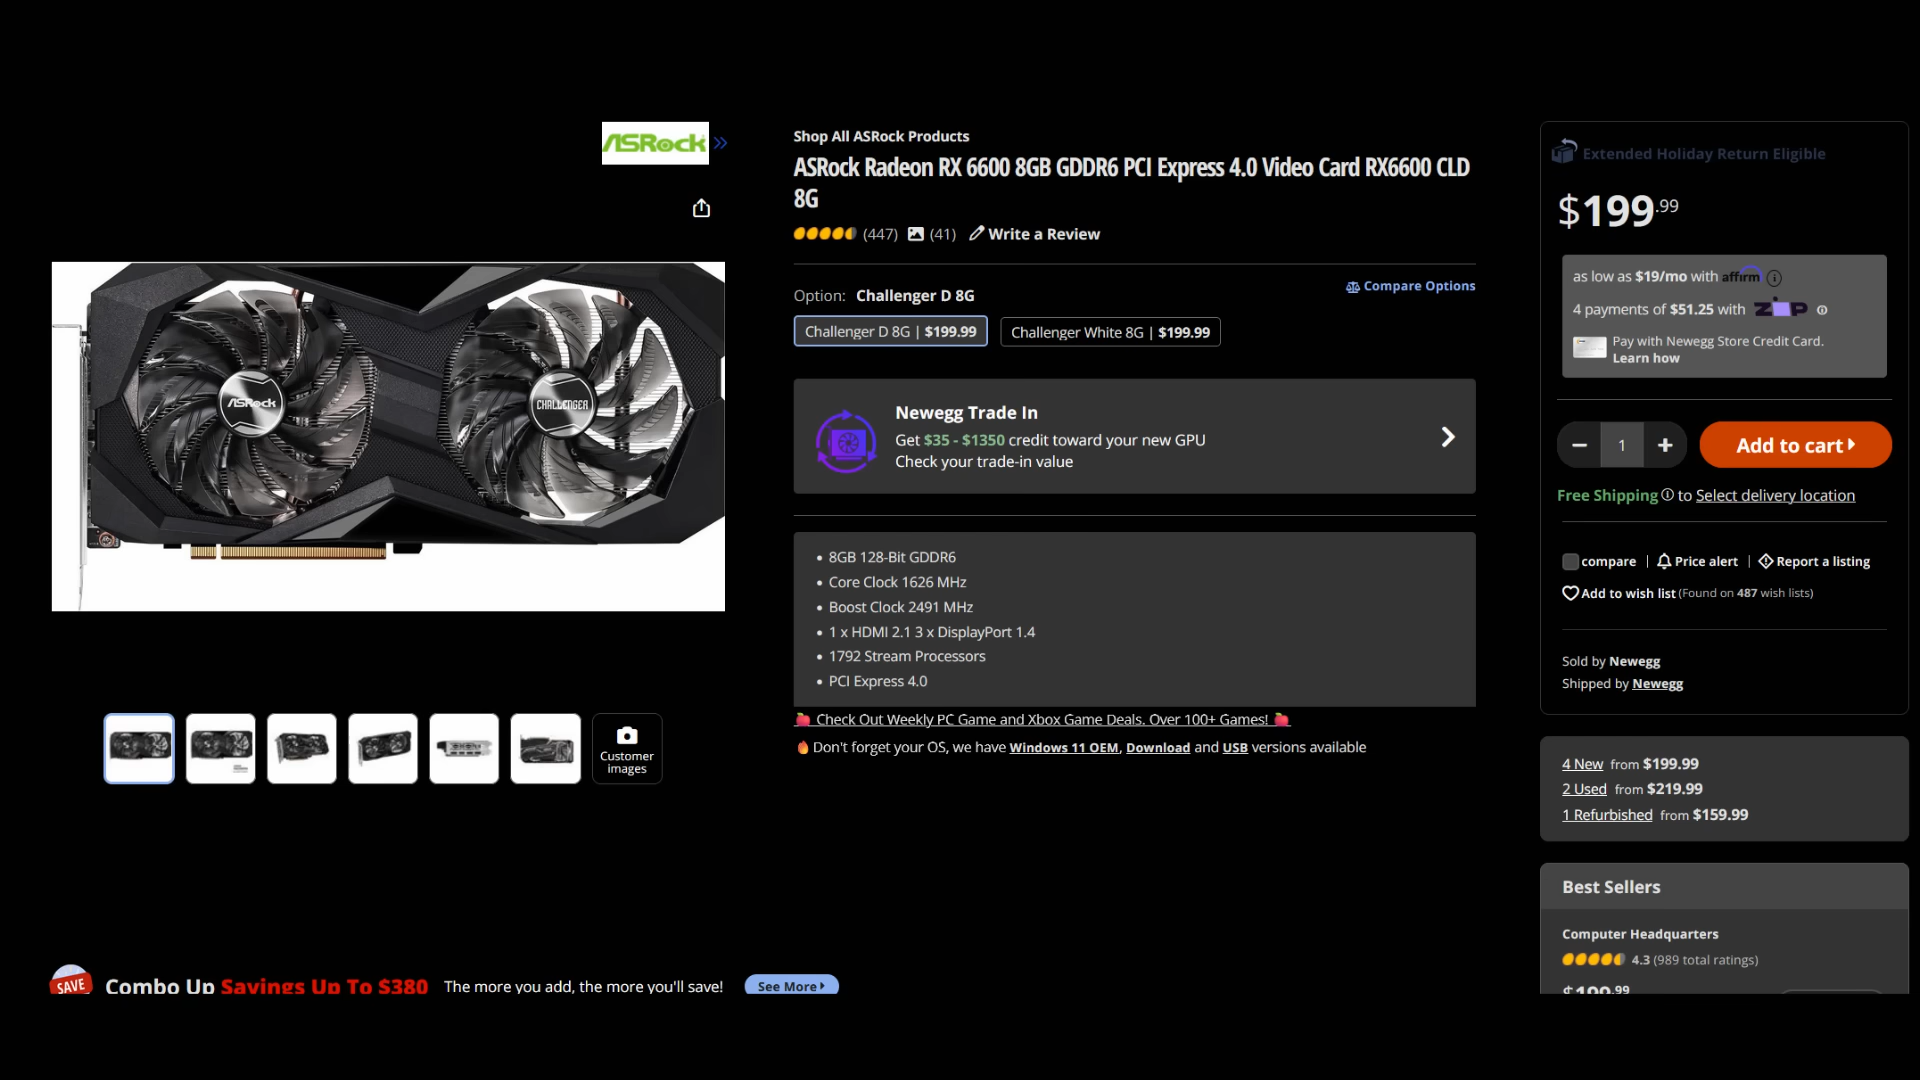 ASRock
Shop All ASRock Products
ASRock Radeon RX 6600 8GB GDDR6 PCI Express 4.0 Video Card RX6600 CLD
8G
(447) (41) Write a Review
Option: Challenger D 8G
Compare Options
Challenger D 8G | $199.99
Challenger White 8G | $199.99
Newegg Trade In
Get $35 - $1350 credit toward your new GPU
Check your trade-in value
ASRock
CHALLENGER
• 8GB 128-Bit GDDR6
• Core Clock 1626 MHz
• Boost Clock 2491 MHz
• 1 x HDMI 2.1 3 x DisplayPort 1.4
• 1792 Stream Processors
• PCI Express 4.0
Check Out Weekly PC Game and Xbox Game Deals. Over 100+ Games!
Don't forget your OS, we have Windows 11 OEM, Download and USB versions available
Customer
images
SAVE
Combo Up Savings Up To $380 The more you add, the more you'll save! See More
Extended Holiday Return Eligible
$199.99
as low as $19/mo with affirm
4 payments of $51.25 with ZIP
Pay with Newegg Store Credit Card.
Learn how
− 1 + Add to cart
Free Shipping to Select delivery location
compare | Price alert | Report a listing
Add to wish list (Found on 487 wish lists)
Sold by Newegg
Shipped by Newegg
4 New from $199.99
2 Used from $219.99
1 Refurbished from $159.99
Best Sellers
Computer Headquarters
4.3 (989 total ratings)
$199.99